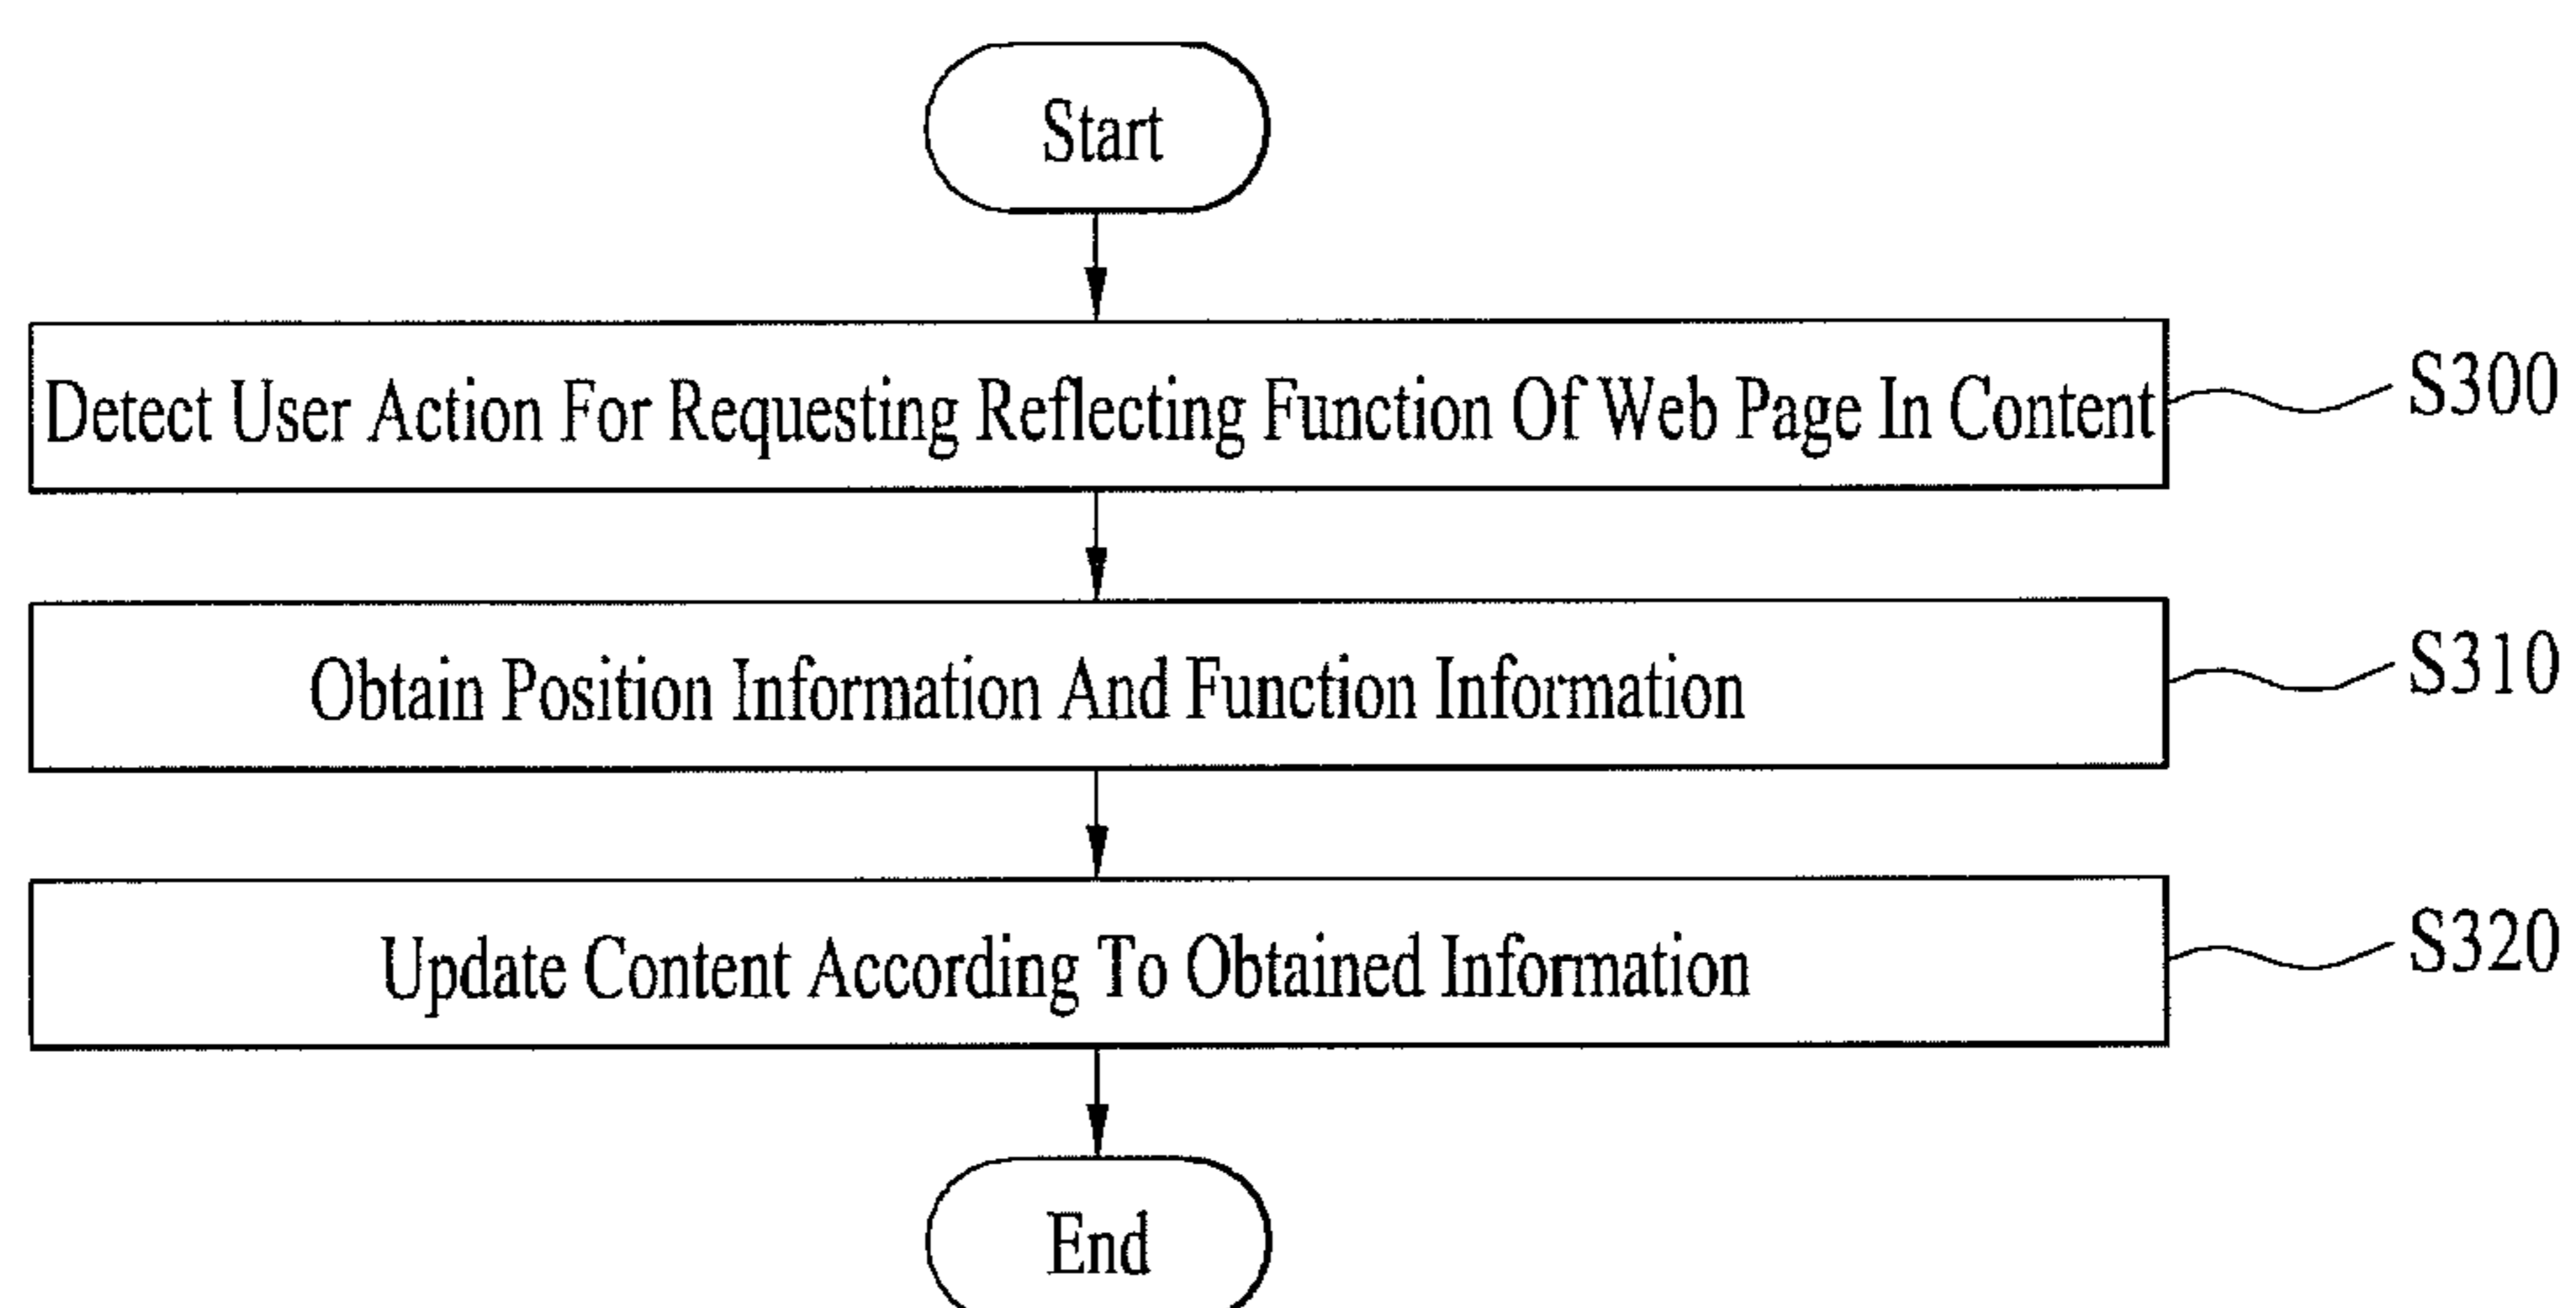 Start
Detect User Action For Requesting Reflecting Function Of Web Page In Content
S300
Obtain Position Information And Function Information
S310
Update Content According To Obtained Information
S320
End